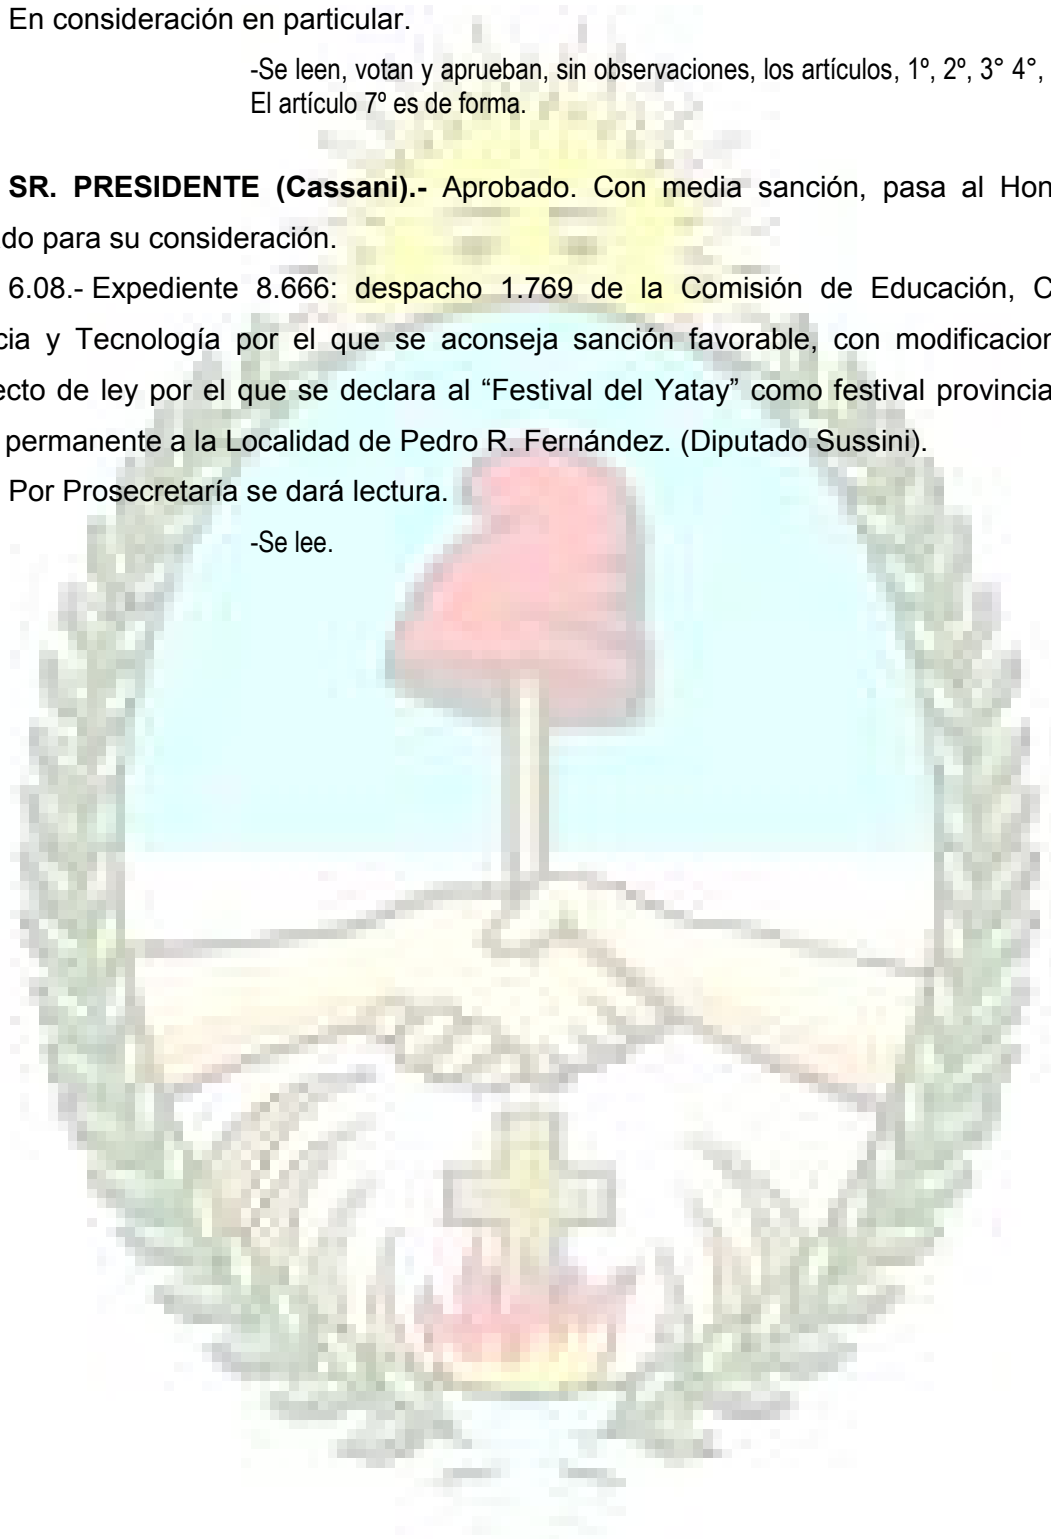 En consideración en particular.
-Se leen, votan y aprueban, sin observaciones, los artículos, 1º, 2º, 3° 4°,
El artículo 7º es de forma.
SR. PRESIDENTE (Cassani).- Aprobado. Con media sanción, pasa al Hon
do para su consideración.
6.08.- Expediente 8.666: despacho 1.769 de la Comisión de Educación, C
cia y Tecnología por el que se aconseja sanción favorable, con modificacion
ecto de ley por el que se declara al “Festival del Yatay” como festival provincia
permanente a la Localidad de Pedro R. Fernández. (Diputado Sussini).
Por Prosecretaría se dará lectura.
-Se lee.